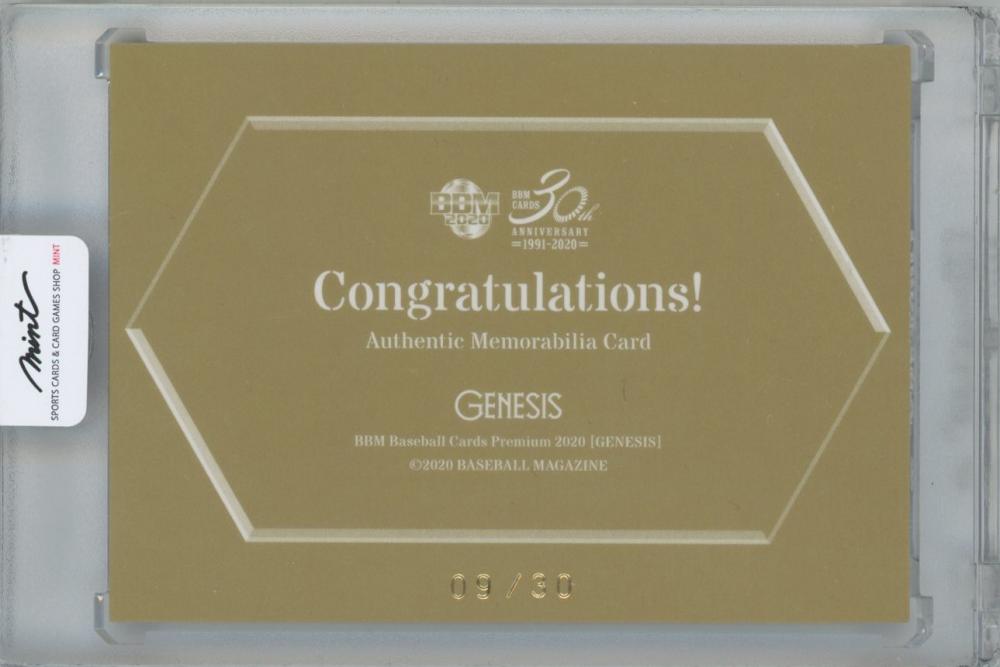 BBM
2020
BBM
CARDS
30th
ANNIVERSARY
=1991-2020=
Congratulations!
Authentic Memorabilia Card
GENESIS
BBM Baseball Cards Premium 2020 [GENESIS]
©2020 BASEBALL MAGAZINE
09/30
mint
SPORTS CARDS & CARD GAMES SHOP MINT